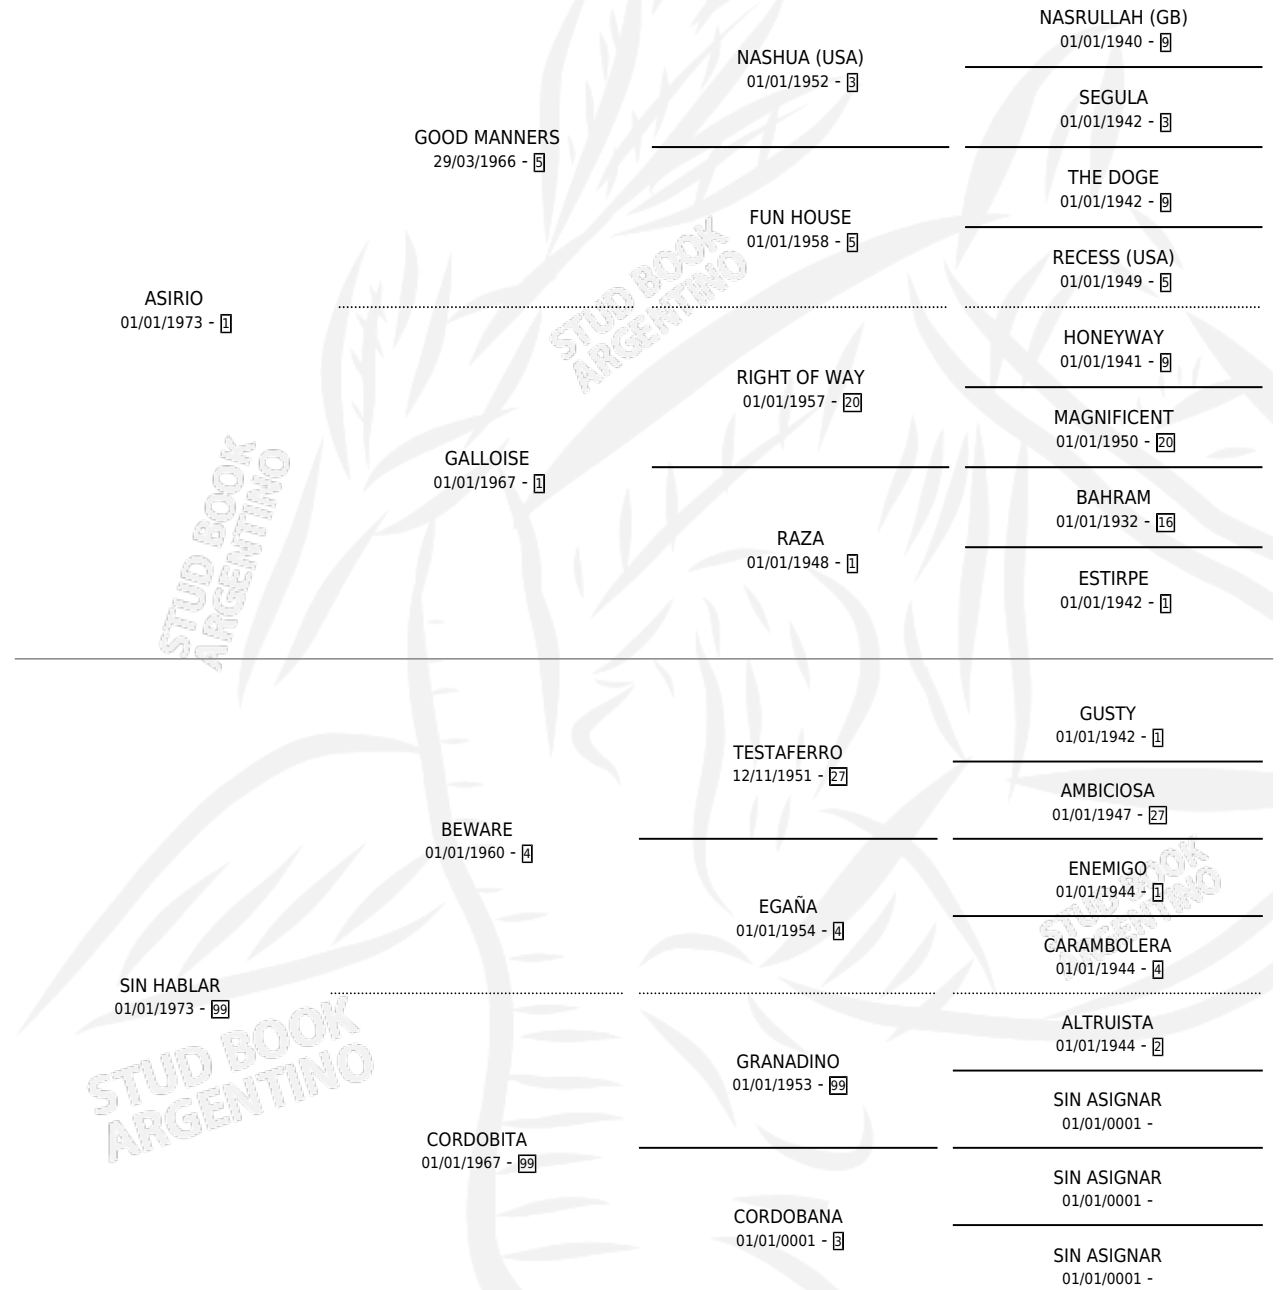 NASRULLAH (GB)
01/01/1940 - 9
NASHUA (USA)
01/01/1952 - 3
SEGULA
01/01/1942 - 3
GOOD MANNERS
29/03/1966 - 5
THE DOGE
01/01/1942 - 9
FUN HOUSE
01/01/1958 - 5
RECESS (USA)
01/01/1949 - 5
ASIRIO
01/01/1973 - 1
HONEYWAY
01/01/1941 - 9
RIGHT OF WAY
01/01/1957 - 20
MAGNIFICENT
01/01/1950 - 20
GALLOISE
01/01/1967 - 1
BAHRAM
01/01/1932 - 16
RAZA
01/01/1948 - 1
ESTIRPE
01/01/1942 - 1
GUSTY
01/01/1942 - 1
TESTAFERRO
12/11/1951 - 27
AMBICIOSA
01/01/1947 - 27
BEWARE
01/01/1960 - 4
ENEMIGO
01/01/1944 - 1
EGAÑA
01/01/1954 - 4
CARAMBOLERA
01/01/1944 - 4
SIN HABLAR
01/01/1973 - 99
ALTRUISTA
01/01/1944 - 2
GRANADINO
01/01/1953 - 99
SIN ASIGNAR
01/01/0001 -
CORDOBITA
01/01/1967 - 99
SIN ASIGNAR
01/01/0001 -
CORDOBANA
01/01/0001 - 3
SIN ASIGNAR
01/01/0001 -
STUD BOOK
ARGENTINO
STUD BOOK
ARGENTINO
STUD BOOK
ARGENTINO
STUD BOOK
ARGENTINO